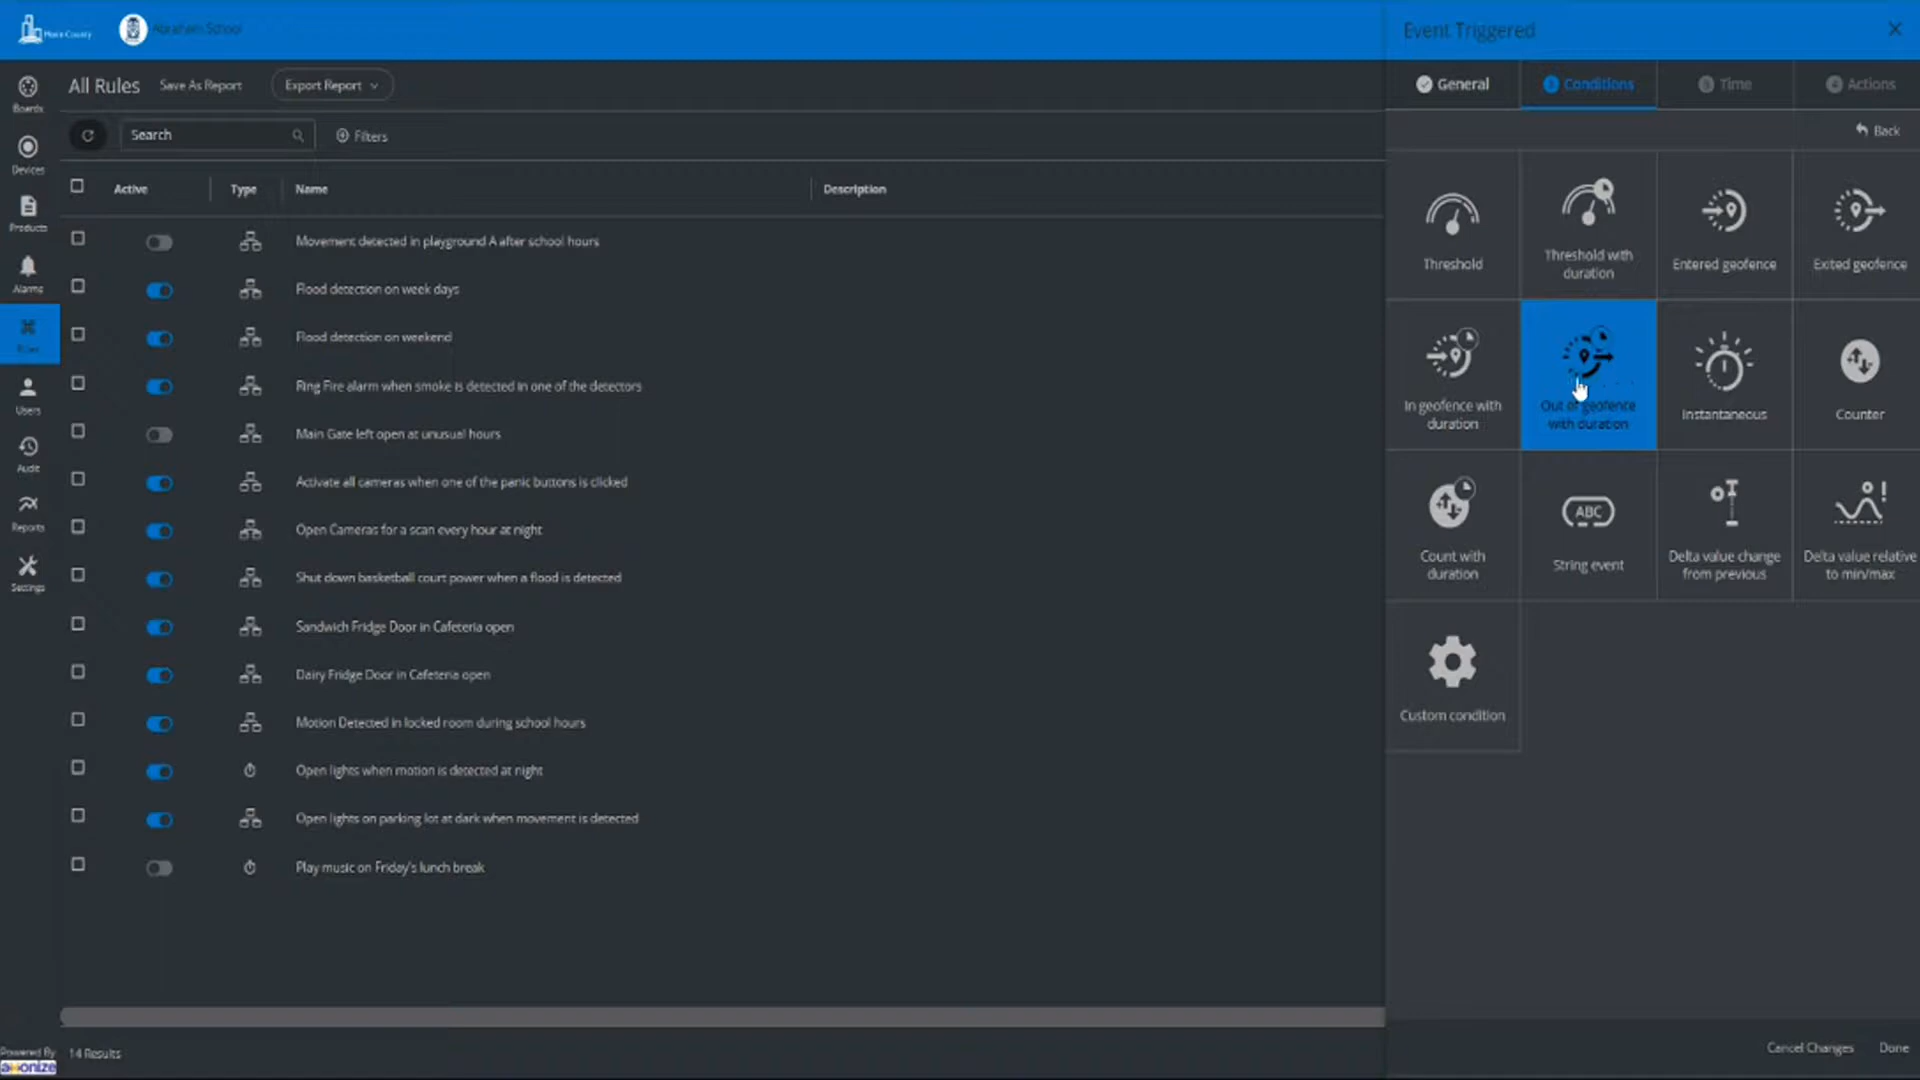 Abraham School
Event Triggered
Boards
Devices
Products
Alarms
Rules
Users
Audit
Reports
Settings
All Rules
Save As Report
Export Report
Search
Filters
Active
Type
Name
Description
Movement detected in playground A after school hours
Flood detection on week days
Flood detection on weekend
Ring Fire alarm when smoke is detected in one of the detectors
Main Gate left open at unusual hours
Activate all cameras when one of the panic buttons is clicked
Open Cameras for a scan every hour at night
Shut down basketball court power when a flood is detected
Sandwich Fridge Door in Cafeteria open
Dairy Fridge Door in Cafeteria open
Motion Detected in locked room during school hours
Open lights when motion is detected at night
Open lights on parking lot at dark when movement is detected
Play music on Friday's lunch break
14 Results
Powered By
axonize
General
Conditions
Time
Actions
Back
Threshold
Threshold with
duration
Entered geofence
Exited geofence
In geofence with
duration
Out of geofence
with duration
Instantaneous
Counter
Count with
duration
ABC
String event
Delta value change
from previous
Delta value relative
to min/max
Custom condition
Cancel Changes
Done